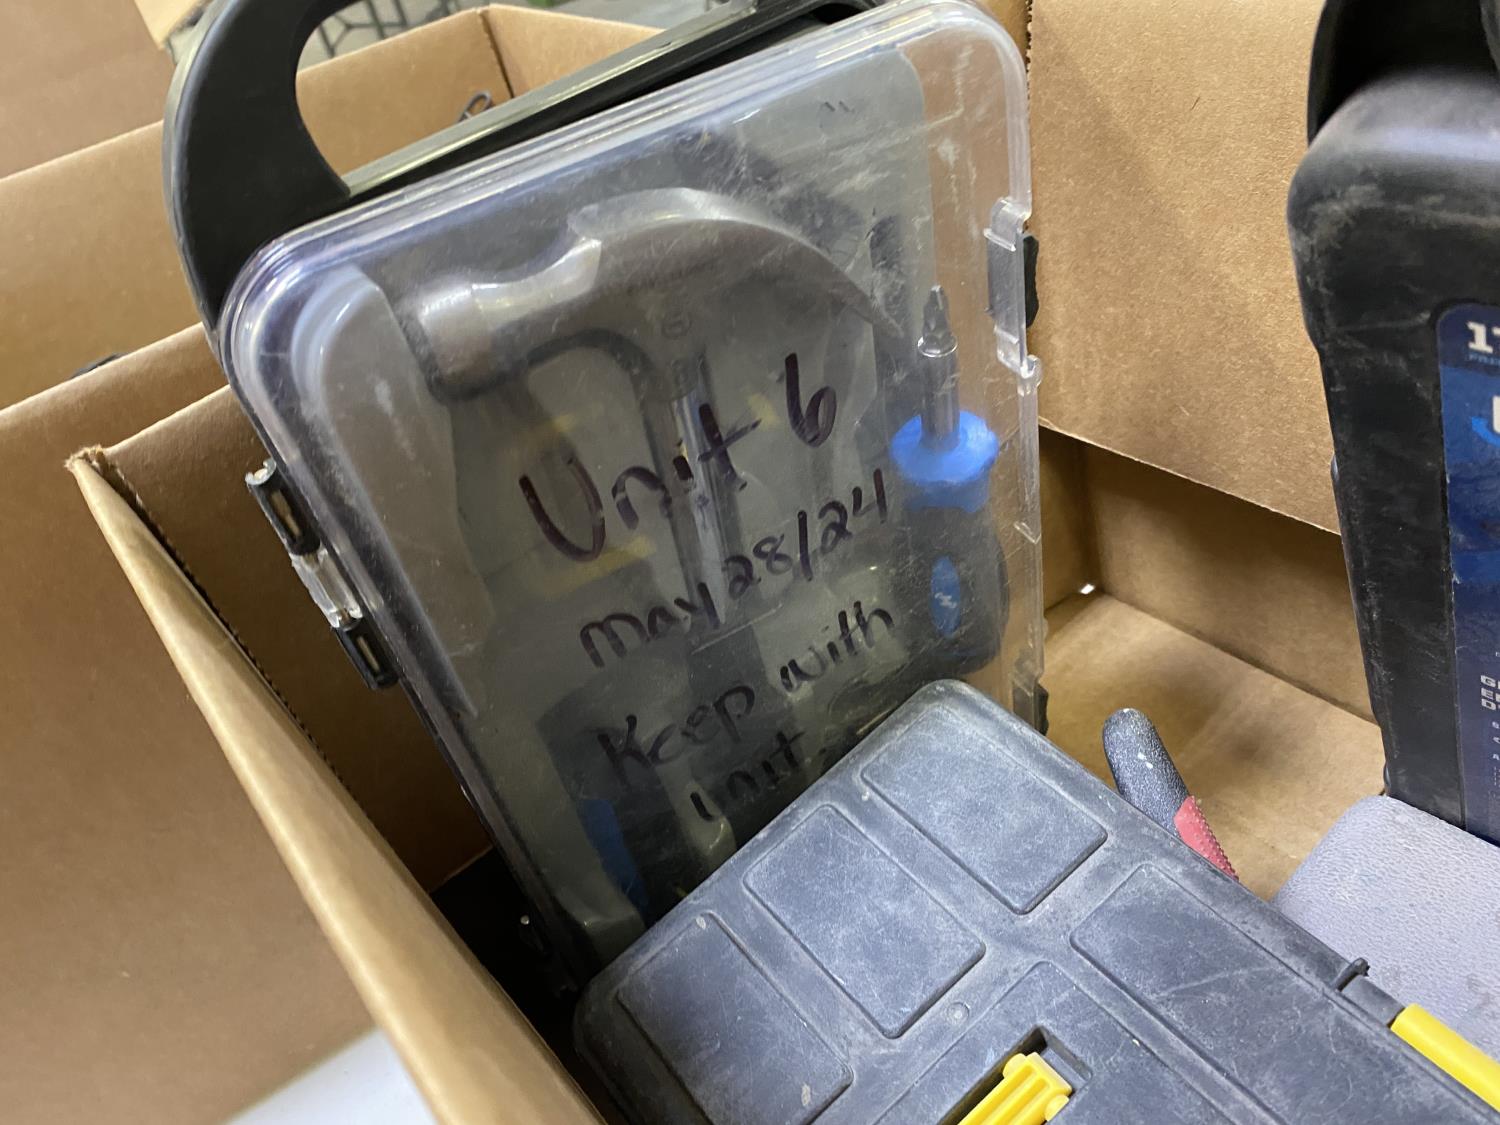 Unit 6
May 28/24
Keep with
unit.